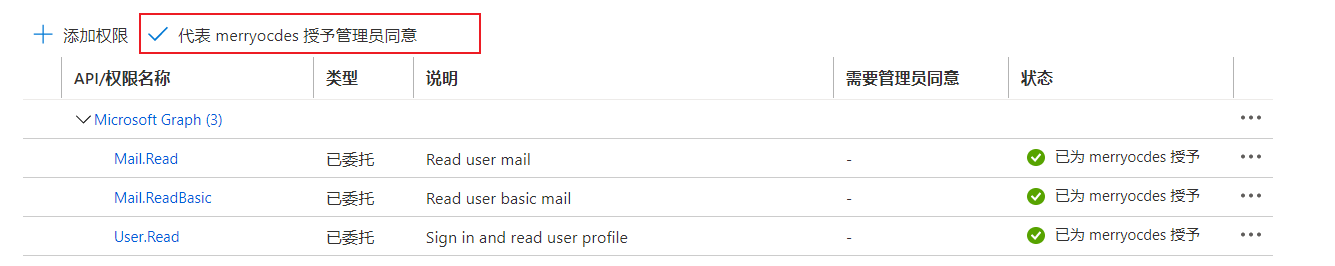 添加权限 代表 merryocdes 授予管理员同意
API/权限名称 类型 说明 需要管理员同意 状态
Microsoft Graph (3)
Mail.Read 已委托 Read user mail - 已为 merryocdes 授予
Mail.ReadBasic 已委托 Read user basic mail - 已为 merryocdes 授予
User.Read 已委托 Sign in and read user profile - 已为 merryocdes 授予